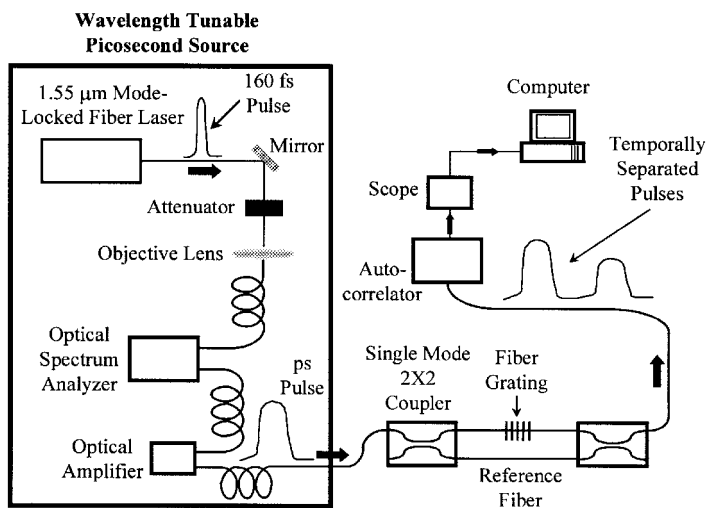 Wavelength Tunable
Picosecond Source
1.55 μm Mode-
Locked Fiber Laser
160 fs
Pulse
Mirror
Attenuator
Objective Lens
Optical
Spectrum
Analyzer
ps
Pulse
Optical
Amplifier
Computer
Scope
Temporally
Separated
Pulses
Auto-
correlator
Single Mode
2X2
Coupler
Fiber
Grating
Reference
Fiber